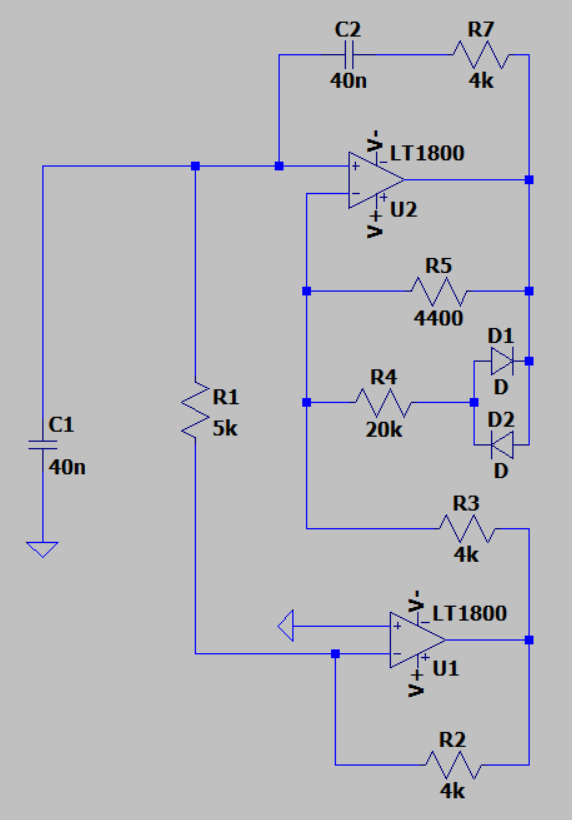 C2
R7
40n
4k
V-
LT1800
+
-
-
+
V+
U2
R5
4400
D1
D
R4
20k
D2
D
R1
5k
C1
40n
R3
4k
V-
LT1800
+
-
-
+
V+
U1
R2
4k